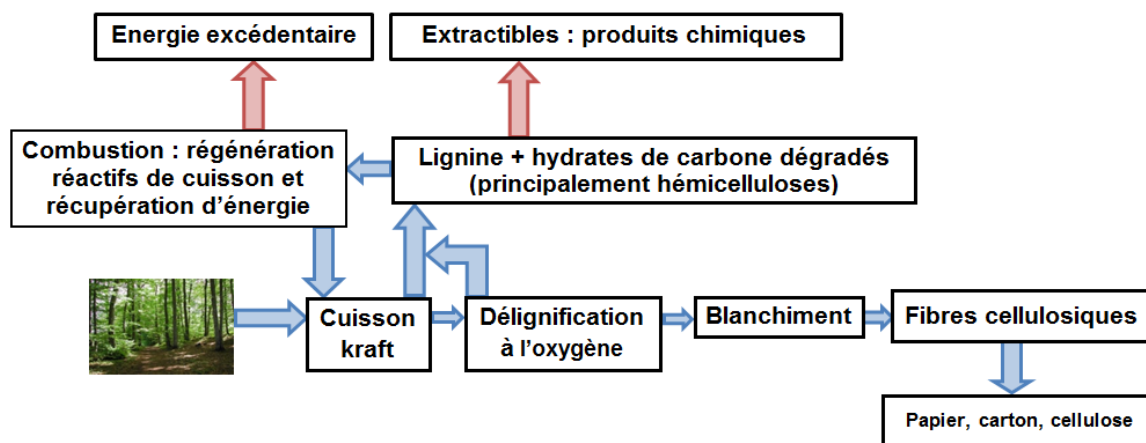 Energie excédentaire
Extractibles : produits chimiques
Combustion : régénération
réactifs de cuisson et
récupération d’énergie
Lignine + hydrates de carbone dégradés
(principalement hémicelluloses)
Cuisson
kraft
Délignification
à l’oxygène
Blanchiment
Fibres cellulosiques
Papier, carton, cellulose